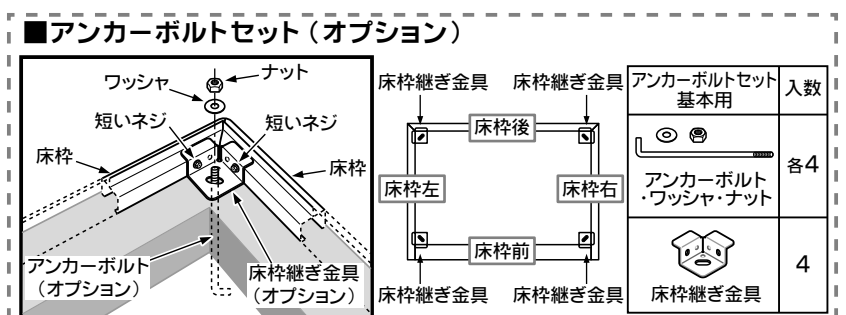 ■アンカーボルトセット（オプション）
ワッシャ
ナット
短いネジ
短いネジ
床枠
床枠
アンカーボルト
（オプション）
床枠継ぎ金具
（オプション）
床枠継ぎ金具
床枠継ぎ金具
床枠後
床枠左
床枠右
床枠前
床枠継ぎ金具
床枠継ぎ金具
アンカーボルトセット
基本用
入数
アンカーボルト
・ワッシャ・ナット
各4
床枠継ぎ金具
4